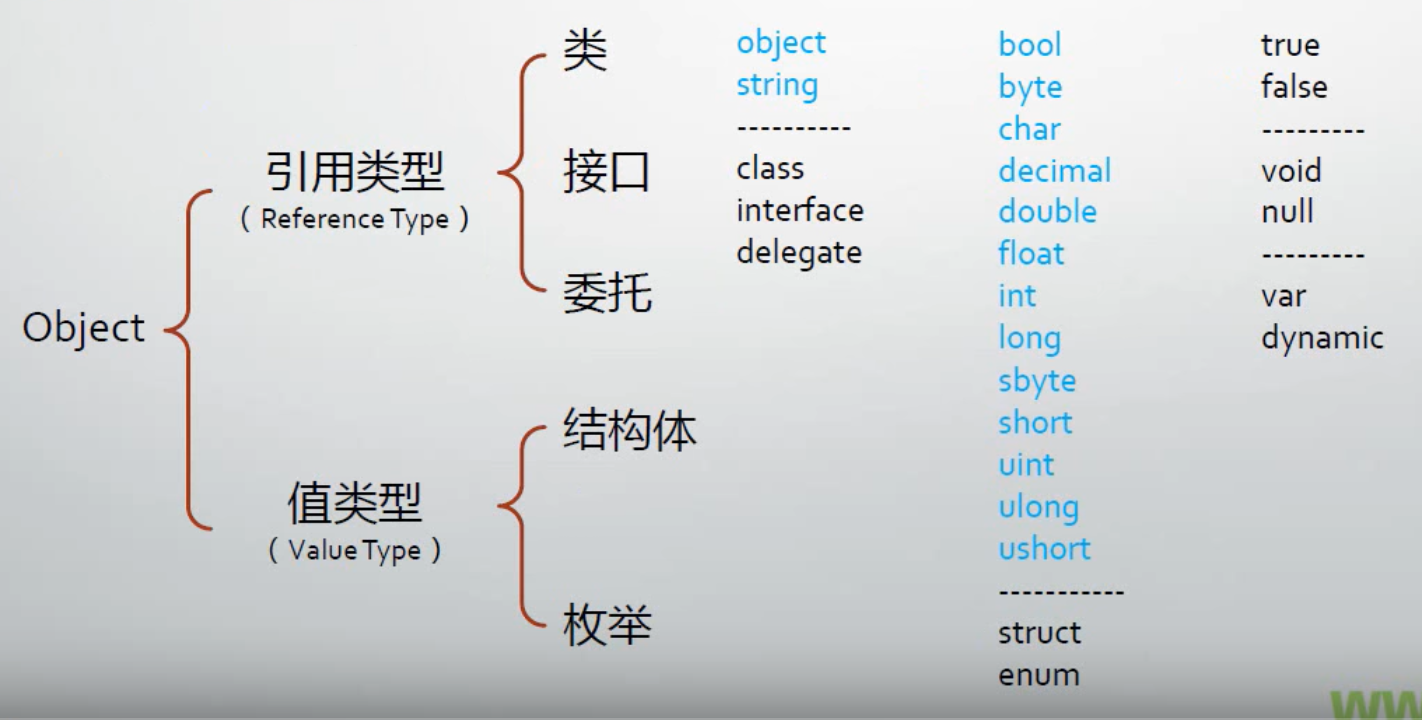 Object
引用类型
( Reference Type )
值类型
( Value Type )
类
接口
委托
结构体
枚举
object
string
----------
class
interface
delegate
bool
byte
char
decimal
double
float
int
long
sbyte
short
uint
ulong
ushort
-----------
struct
enum
true
false
---------
void
null
---------
var
dynamic